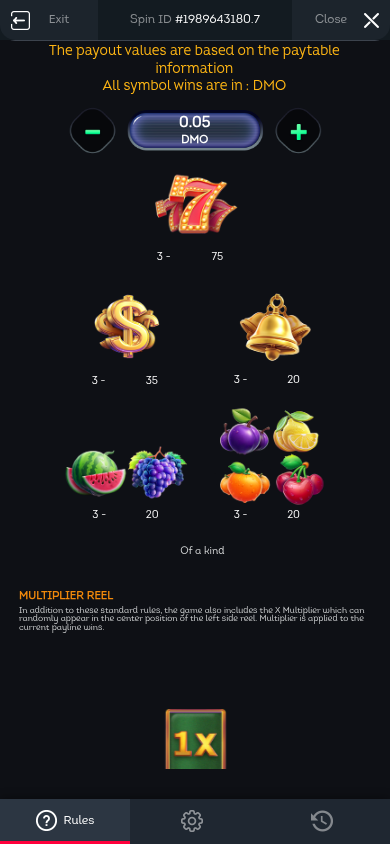 Exit
Spin ID #1989643180.7
Close
The payout values are based on the paytable
information
All symbol wins are in : DMO
0.05
DMO
777
3 - 75
$
3 - 35
3 - 20
3 - 20
3 - 20
Of a kind
MULTIPLIER REEL
In addition to these standard rules, the game also includes the X Multiplier which can
randomly appear in the center position of the left side reel. Multiplier is applied to the
current payline wins.
1X
Rules